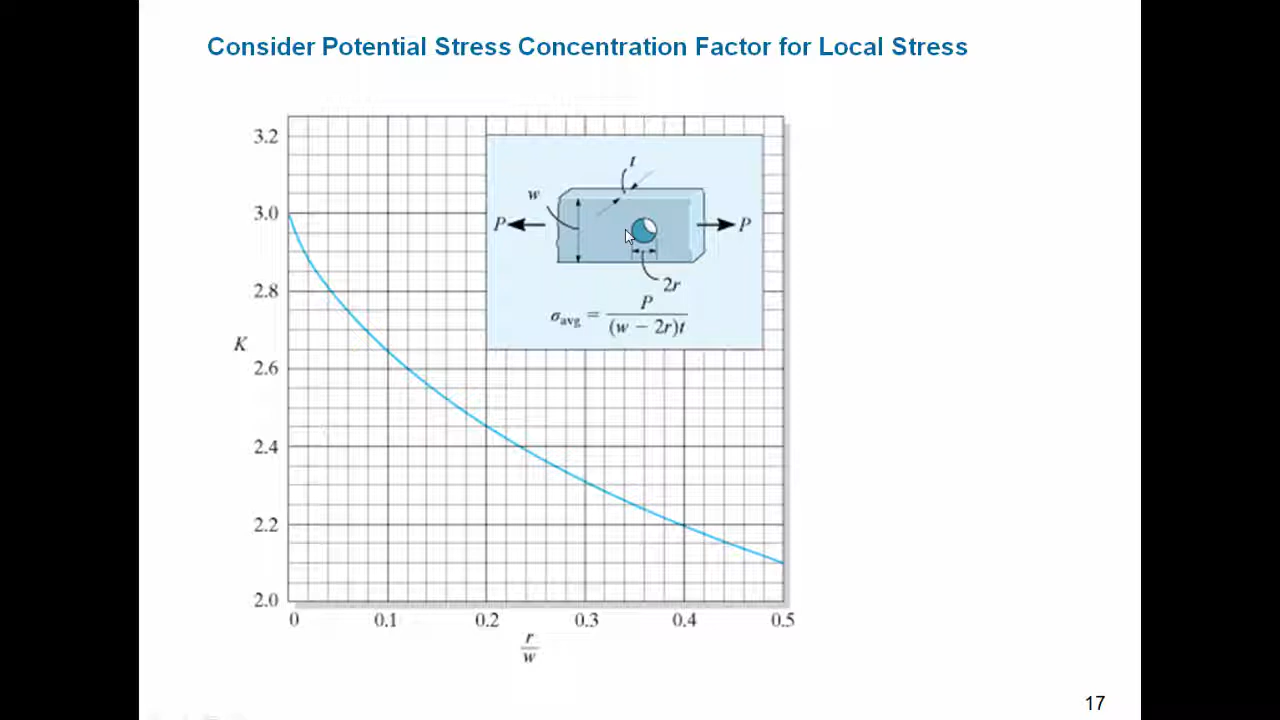 Consider Potential Stress Concentration Factor for Local Stress
3.2
3.0
2.8
K
2.6
2.4
2.2
2.0
0 0.1 0.2 0.3 0.4 0.5
r
w
t
w
P P
2r
σavg = P
(w − 2r)t
17